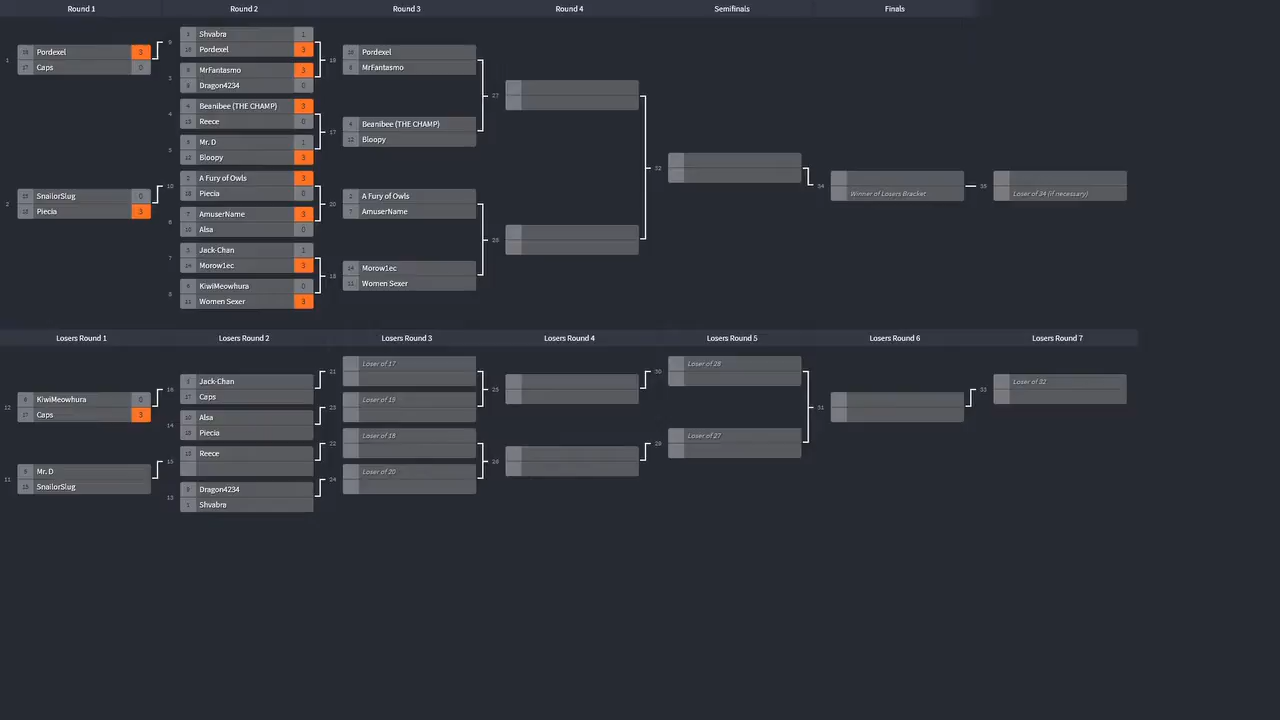 Round 1 Round 2 Round 3 Round 4 Semifinals Finals
Pordexel 3
Caps 0
SnailorSlug 0
Piecia 3
Shvabra 1
Pordexel 3
MrFantasmo 3
Dragon4234 0
Beanibee (THE CHAMP) 3
Reece 0
Mr. D 1
Bloopy 3
A Fury of Owls 3
Piecia 0
AmuserName 3
Alsa 0
Jack-Chan 1
Morow1ec 3
KiwiMeowhura 0
Women Sexer 3
Pordexel
MrFantasmo
Beanibee (THE CHAMP)
Bloopy
A Fury of Owls
AmuserName
Morow1ec
Women Sexer
Winner of Losers Bracket
Loser of 34 (if necessary)
Losers Round 1 Losers Round 2 Losers Round 3 Losers Round 4 Losers Round 5 Losers Round 6 Losers Round 7
KiwiMeowhura 0
Caps 3
Mr. D
SnailorSlug
Jack-Chan
Caps
Alsa
Piecia
Reece
Dragon4234
Shvabra
Loser of 17
Loser of 18
Loser of 20
Loser of 28
Loser of 27
Loser of 32